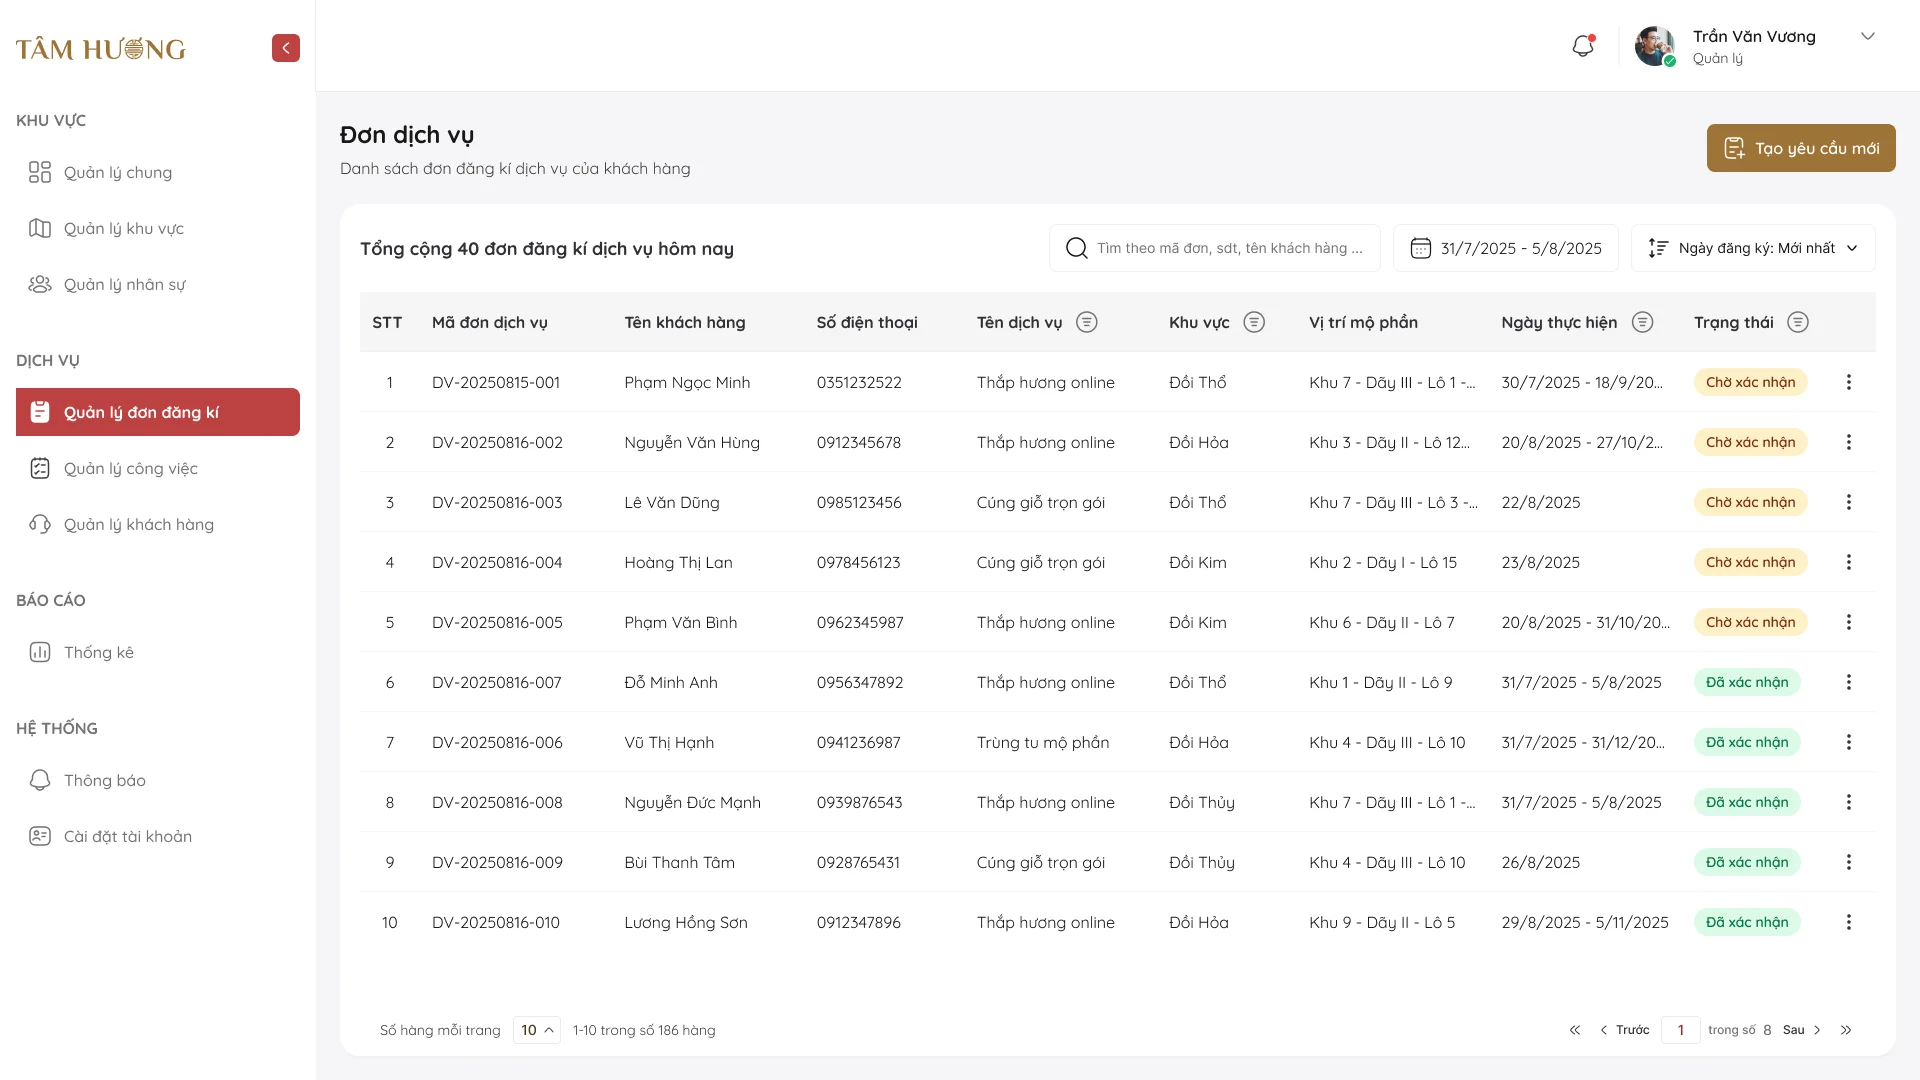 TÂM HƯƠNG
Trần Văn Vương
Quản lý
KHU VỰC
Quản lý chung
Quản lý khu vực
Quản lý nhân sự
DỊCH VỤ
Quản lý đơn đăng kí
Quản lý công việc
Quản lý khách hàng
BÁO CÁO
Thống kê
HỆ THỐNG
Thông báo
Cài đặt tài khoản
Đơn dịch vụ
Danh sách đơn đăng kí dịch vụ của khách hàng
Tạo yêu cầu mới
Tổng cộng 40 đơn đăng kí dịch vụ hôm nay
Tìm theo mã đơn, sdt, tên khách hàng ...
31/7/2025 - 5/8/2025
Ngày đăng ký: Mới nhất
STT Mã đơn dịch vụ Tên khách hàng Số điện thoại Tên dịch vụ Khu vực Vị trí mộ phần Ngày thực hiện Trạng thái
1 DV-20250815-001 Phạm Ngọc Minh 0351232522 Thắp hương online Đồi Thổ Khu 7 - Dãy III - Lô 1 -... 30/7/2025 - 18/9/20... Chờ xác nhận
2 DV-20250816-002 Nguyễn Văn Hùng 0912345678 Thắp hương online Đồi Hỏa Khu 3 - Dãy II - Lô 12... 20/8/2025 - 27/10/2... Chờ xác nhận
3 DV-20250816-003 Lê Văn Dũng 0985123456 Cúng giỗ trọn gói Đồi Thổ Khu 7 - Dãy III - Lô 3 -... 22/8/2025 Chờ xác nhận
4 DV-20250816-004 Hoàng Thị Lan 0978456123 Cúng giỗ trọn gói Đồi Kim Khu 2 - Dãy I - Lô 15 23/8/2025 Chờ xác nhận
5 DV-20250816-005 Phạm Văn Bình 0962345987 Thắp hương online Đồi Kim Khu 6 - Dãy II - Lô 7 20/8/2025 - 31/10/20... Chờ xác nhận
6 DV-20250816-007 Đỗ Minh Anh 0956347892 Thắp hương online Đồi Thổ Khu 1 - Dãy II - Lô 9 31/7/2025 - 5/8/2025 Đã xác nhận
7 DV-20250816-006 Vũ Thị Hạnh 0941236987 Trùng tu mộ phần Đồi Hỏa Khu 4 - Dãy III - Lô 10 31/7/2025 - 31/12/20... Đã xác nhận
8 DV-20250816-008 Nguyễn Đức Mạnh 0939876543 Thắp hương online Đồi Thủy Khu 7 - Dãy III - Lô 1 -... 31/7/2025 - 5/8/2025 Đã xác nhận
9 DV-20250816-009 Bùi Thanh Tâm 0928765431 Cúng giỗ trọn gói Đồi Thủy Khu 4 - Dãy III - Lô 10 26/8/2025 Đã xác nhận
10 DV-20250816-010 Lương Hồng Sơn 0912347896 Thắp hương online Đồi Hỏa Khu 9 - Dãy II - Lô 5 29/8/2025 - 5/11/2025 Đã xác nhận
Số hàng mỗi trang 10 1-10 trong số 186 hàng
Trước 1 trong số 8 Sau